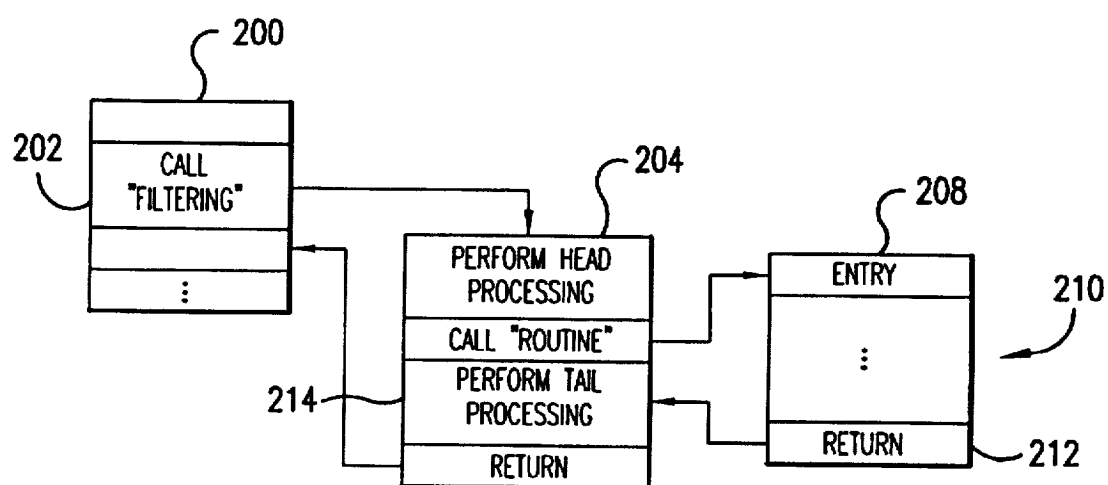 200
202
CALL
"FILTERING"
⋮
204
PERFORM HEAD
PROCESSING
CALL "ROUTINE"
214
PERFORM TAIL
PROCESSING
RETURN
208
ENTRY
⋮
210
RETURN
212